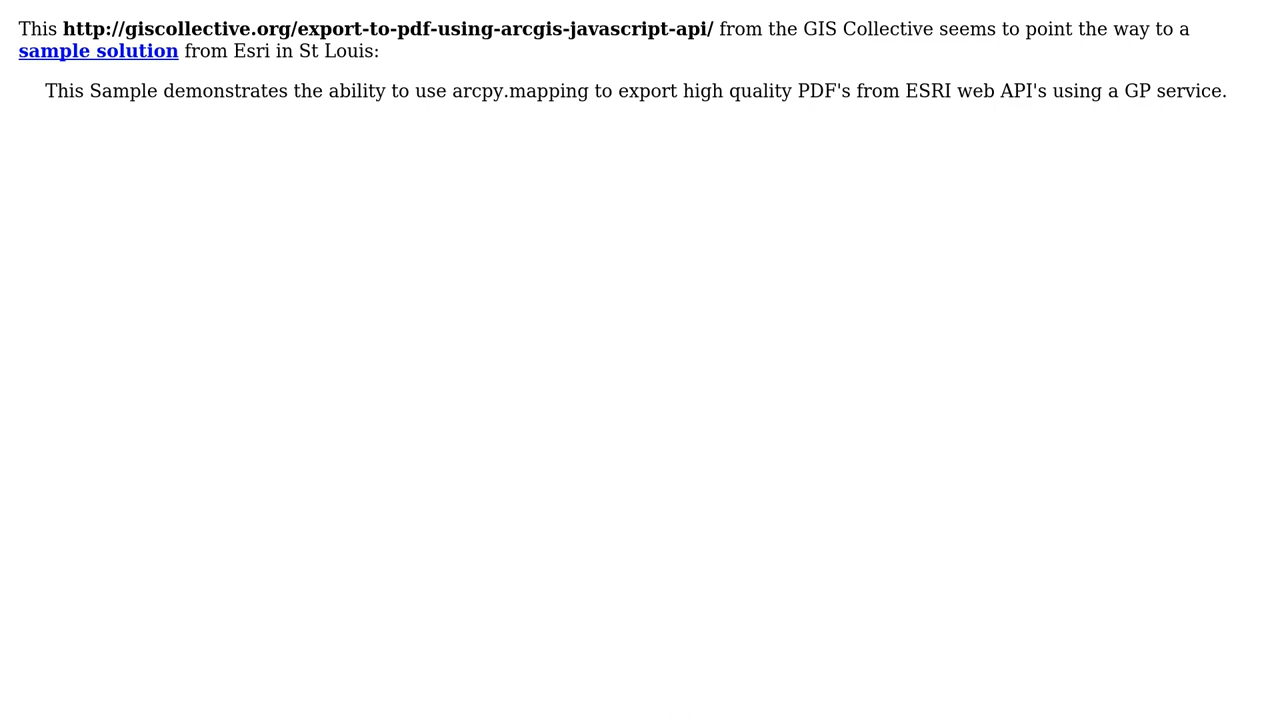 This http://giscollective.org/export-to-pdf-using-arcgis-javascript-api/ from the GIS Collective seems to point the way to a
sample solution from Esri in St Louis:
This Sample demonstrates the ability to use arcpy.mapping to export high quality PDF's from ESRI web API's using a GP service.